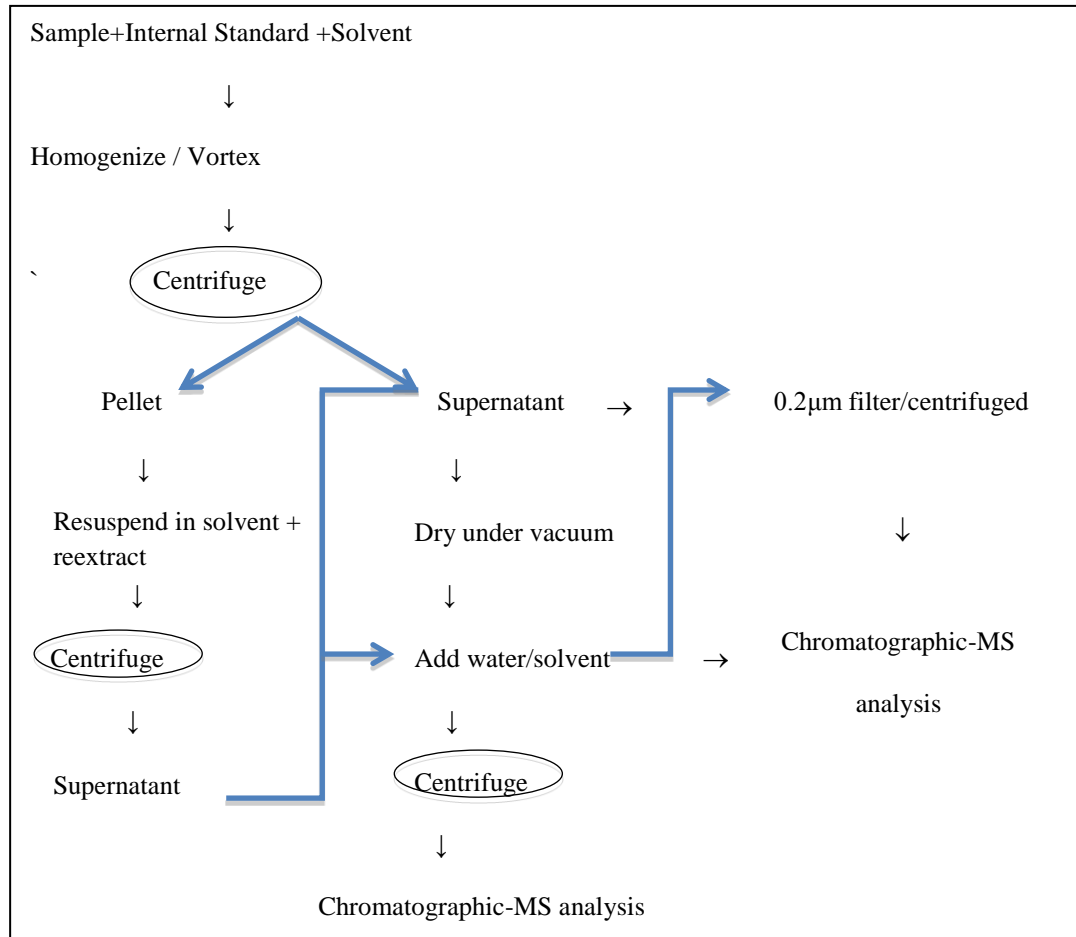 Sample+Internal Standard +Solvent
↓
Homogenize / Vortex
↓
` Centrifuge
Pellet Supernatant → 0.2μm filter/centrifuged
↓ ↓
Resuspend in solvent + Dry under vacuum ↓
reextract
↓ ↓
Centrifuge Add water/solvent → Chromatographic-MS
analysis
↓ ↓
Supernatant Centrifuge
↓
Chromatographic-MS analysis